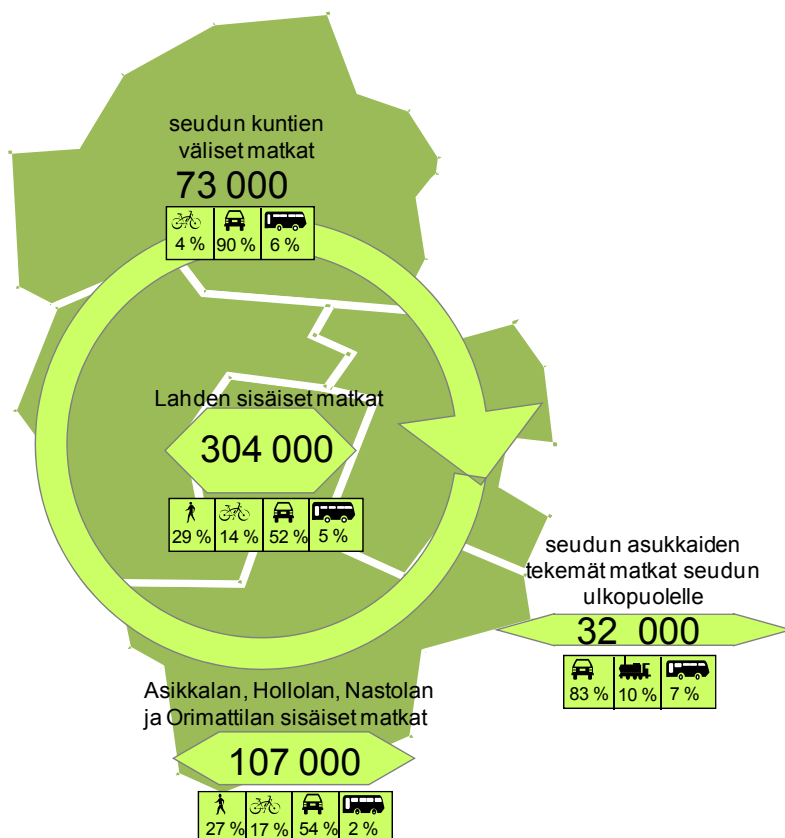 seudun kuntien
väliset matkat
73 000
4 % 90 % 6 %
Lahden sisäiset matkat
304 000
29 % 14 % 52 % 5 %
seudun asukkaiden
tekemät matkat seudun
ulkopuolelle
32 000
83 % 10 % 7 %
Asikkalan, Hollolan, Nastolan
ja Orimattilan sisäiset matkat
107 000
27 % 17 % 54 % 2 %